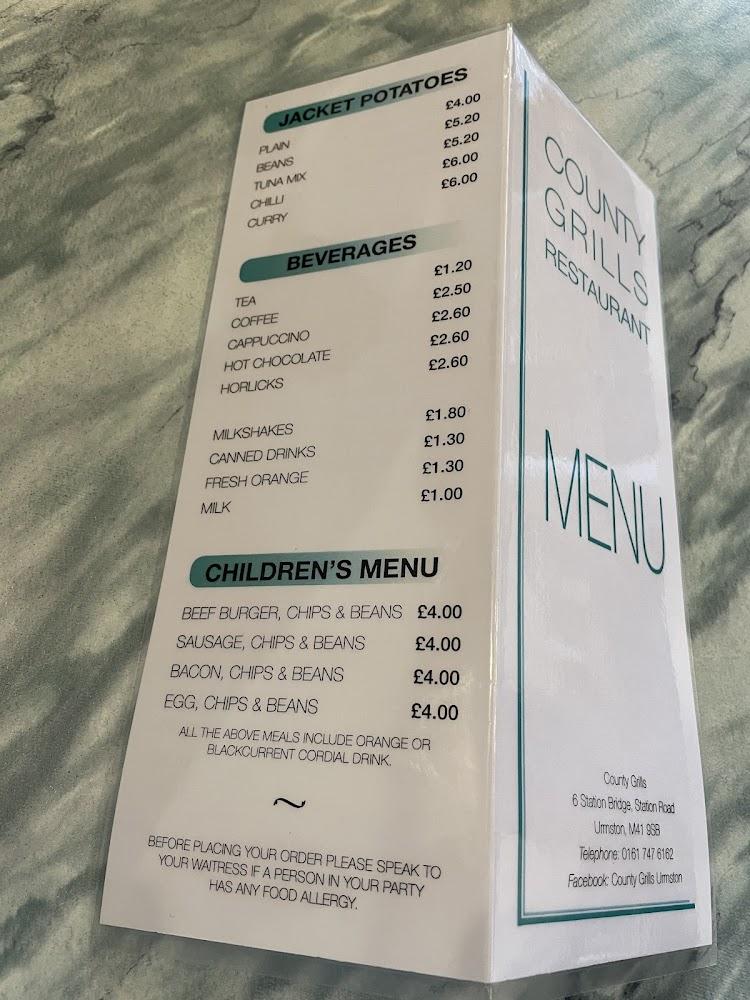 JACKET POTATOES
PLAIN £4.00
BEANS £5.20
TUNA MIX £5.20
CHILLI £6.00
CURRY £6.00
BEVERAGES
TEA £1.20
COFFEE £2.50
CAPPUCCINO £2.60
HOT CHOCOLATE £2.60
HORLICKS £2.60
MILKSHAKES £1.80
CANNED DRINKS £1.30
FRESH ORANGE £1.30
MILK £1.00
CHILDREN'S MENU
BEEF BURGER, CHIPS & BEANS £4.00
SAUSAGE, CHIPS & BEANS £4.00
BACON, CHIPS & BEANS £4.00
EGG, CHIPS & BEANS £4.00
ALL THE ABOVE MEALS INCLUDE ORANGE OR
BLACKCURRENT CORDIAL DRINK.
~
BEFORE PLACING YOUR ORDER PLEASE SPEAK TO
YOUR WAITRESS IF A PERSON IN YOUR PARTY
HAS ANY FOOD ALLERGY.
COUNTY
GRILLS
RESTAURANT
MENU
County Grills
6 Station Bridge, Station Road
Urmston, M41 9SB
Telephone: 0161 747 6162
Facebook: County Grills Urmston